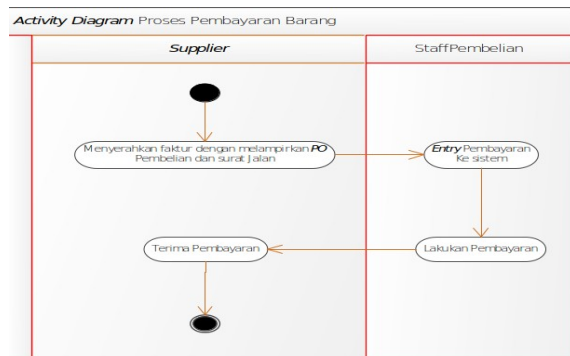 Activity Diagram Proses Pembayaran Barang
Supplier
StaffPembelian
Menyerahkan faktur dengan melampirkan PO
Pembelian dan surat Jalan
Entry Pembayaran
Ke sistem
Terima Pembayaran
Lakukan Pembayaran